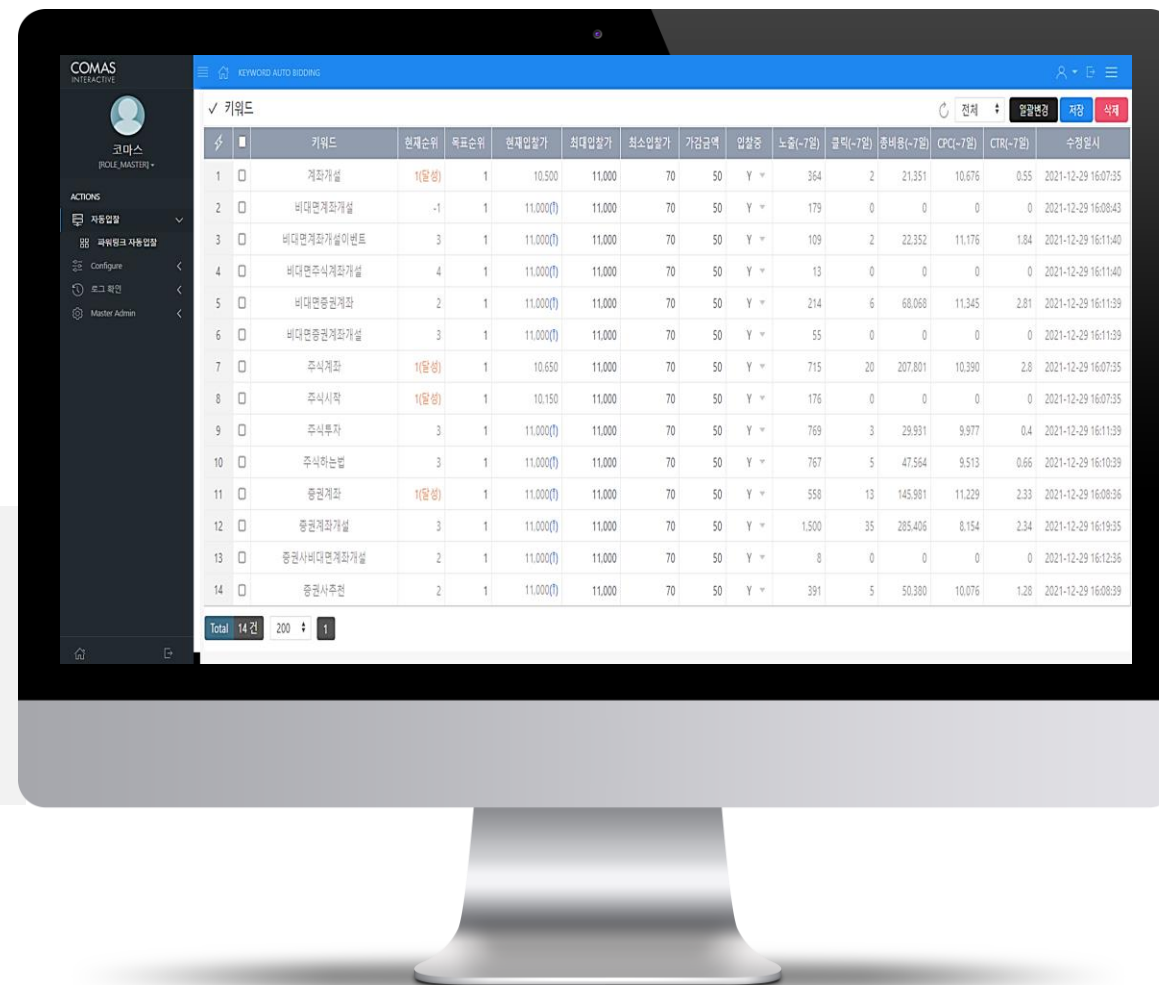 COMAS
INTERACTIVE
코마스
[ROLE_MASTER]
ACTIONS
자동입찰
파워링크 자동입찰
Configure
로그 확인
Master Admin
KEYWORD AUTO BIDDING
키워드
전체 일괄변경 저장 삭제
키워드 현재순위 목표순위 현재입찰가 최대입찰가 최소입찰가 가감금액 입찰중 노출(~7일) 클릭(~7일) 총비용(~7일) CPC(~7일) CTR(~7일) 수정일시
1 계좌개설 1(달성) 1 10,500 11,000 70 50 Y 364 2 21,351 10,676 0.55 2021-12-29 16:07:35
2 비대면계좌개설 -1 1 11,000(↑) 11,000 70 50 Y 179 0 0 0 0 2021-12-29 16:08:43
3 비대면계좌개설이벤트 3 1 11,000(↑) 11,000 70 50 Y 109 2 22,352 11,176 1.84 2021-12-29 16:11:40
4 비대면주식계좌개설 4 1 11,000(↑) 11,000 70 50 Y 13 0 0 0 0 2021-12-29 16:11:40
5 비대면증권계좌 2 1 11,000(↑) 11,000 70 50 Y 214 6 68,068 11,345 2.81 2021-12-29 16:11:39
6 비대면증권계좌개설 3 1 11,000(↑) 11,000 70 50 Y 55 0 0 0 0 2021-12-29 16:11:39
7 주식계좌 1(달성) 1 10,650 11,000 70 50 Y 715 20 207,801 10,390 2.8 2021-12-29 16:07:35
8 주식시작 1(달성) 1 10,150 11,000 70 50 Y 176 0 0 0 0 2021-12-29 16:07:35
9 주식투자 3 1 11,000(↑) 11,000 70 50 Y 769 3 29,931 9,977 0.4 2021-12-29 16:11:39
10 주식하는법 3 1 11,000(↑) 11,000 70 50 Y 767 5 47,564 9,513 0.66 2021-12-29 16:10:39
11 증권계좌 1(달성) 1 11,000(↑) 11,000 70 50 Y 558 13 145,981 11,229 2.33 2021-12-29 16:08:36
12 증권계좌개설 3 1 11,000(↑) 11,000 70 50 Y 1,500 35 285,406 8,154 2.34 2021-12-29 16:19:35
13 증권사비대면계좌개설 2 1 11,000(↑) 11,000 70 50 Y 8 0 0 0 0 2021-12-29 16:12:36
14 증권사추천 2 1 11,000(↑) 11,000 70 50 Y 391 5 50,380 10,076 1.28 2021-12-29 16:08:39
Total 14 건 200 1